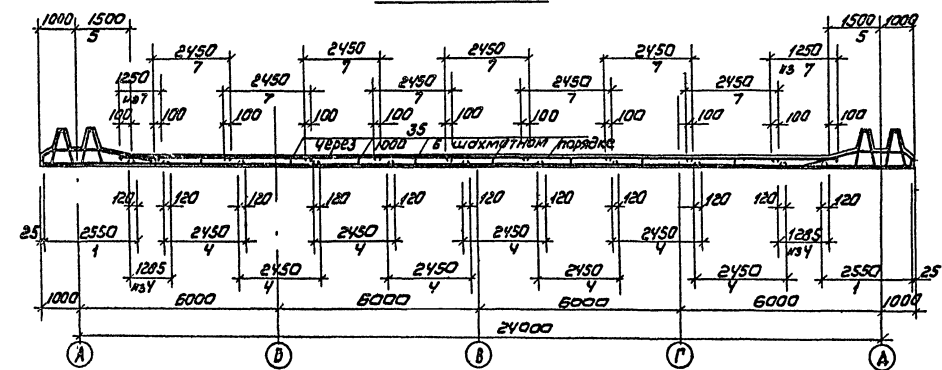 1000 1500 1500 1000
5 5
2450 2450 2450 2450 1250
7 7 7 7 из 7
1250 2450 2450 2450 2450
из 7 7 7 7 7
100 100 100 100 100 100 100 100 100 100
35
через 1000 в шахматном порядке
120 120 120 120 120 120 120 120 120 120
25 2550 2450 2450 2450 2450 1285
1 4 4 4 4 из 4
1285 2450 2450 2450 2450 2550 25
из 4 4 4 4 4 1
1000 6000 6000 6000 6000 1000
24000
А Б В Г Д